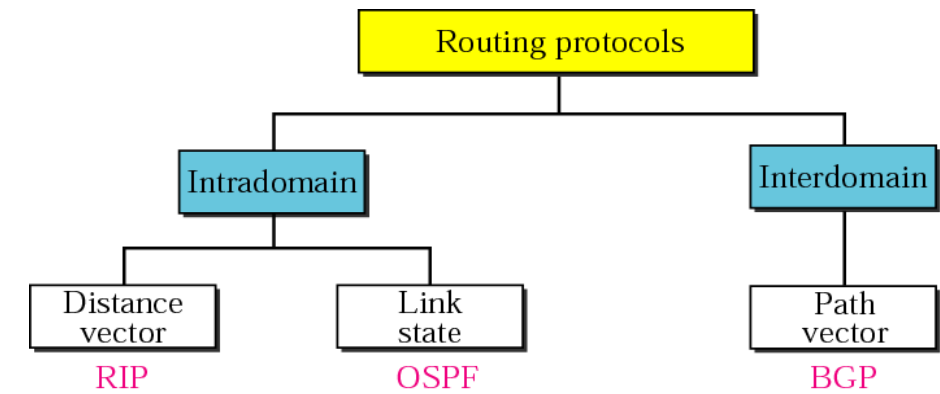 Routing protocols
Intradomain
Interdomain
Distance
vector
Link
state
Path
vector
RIP
OSPF
BGP